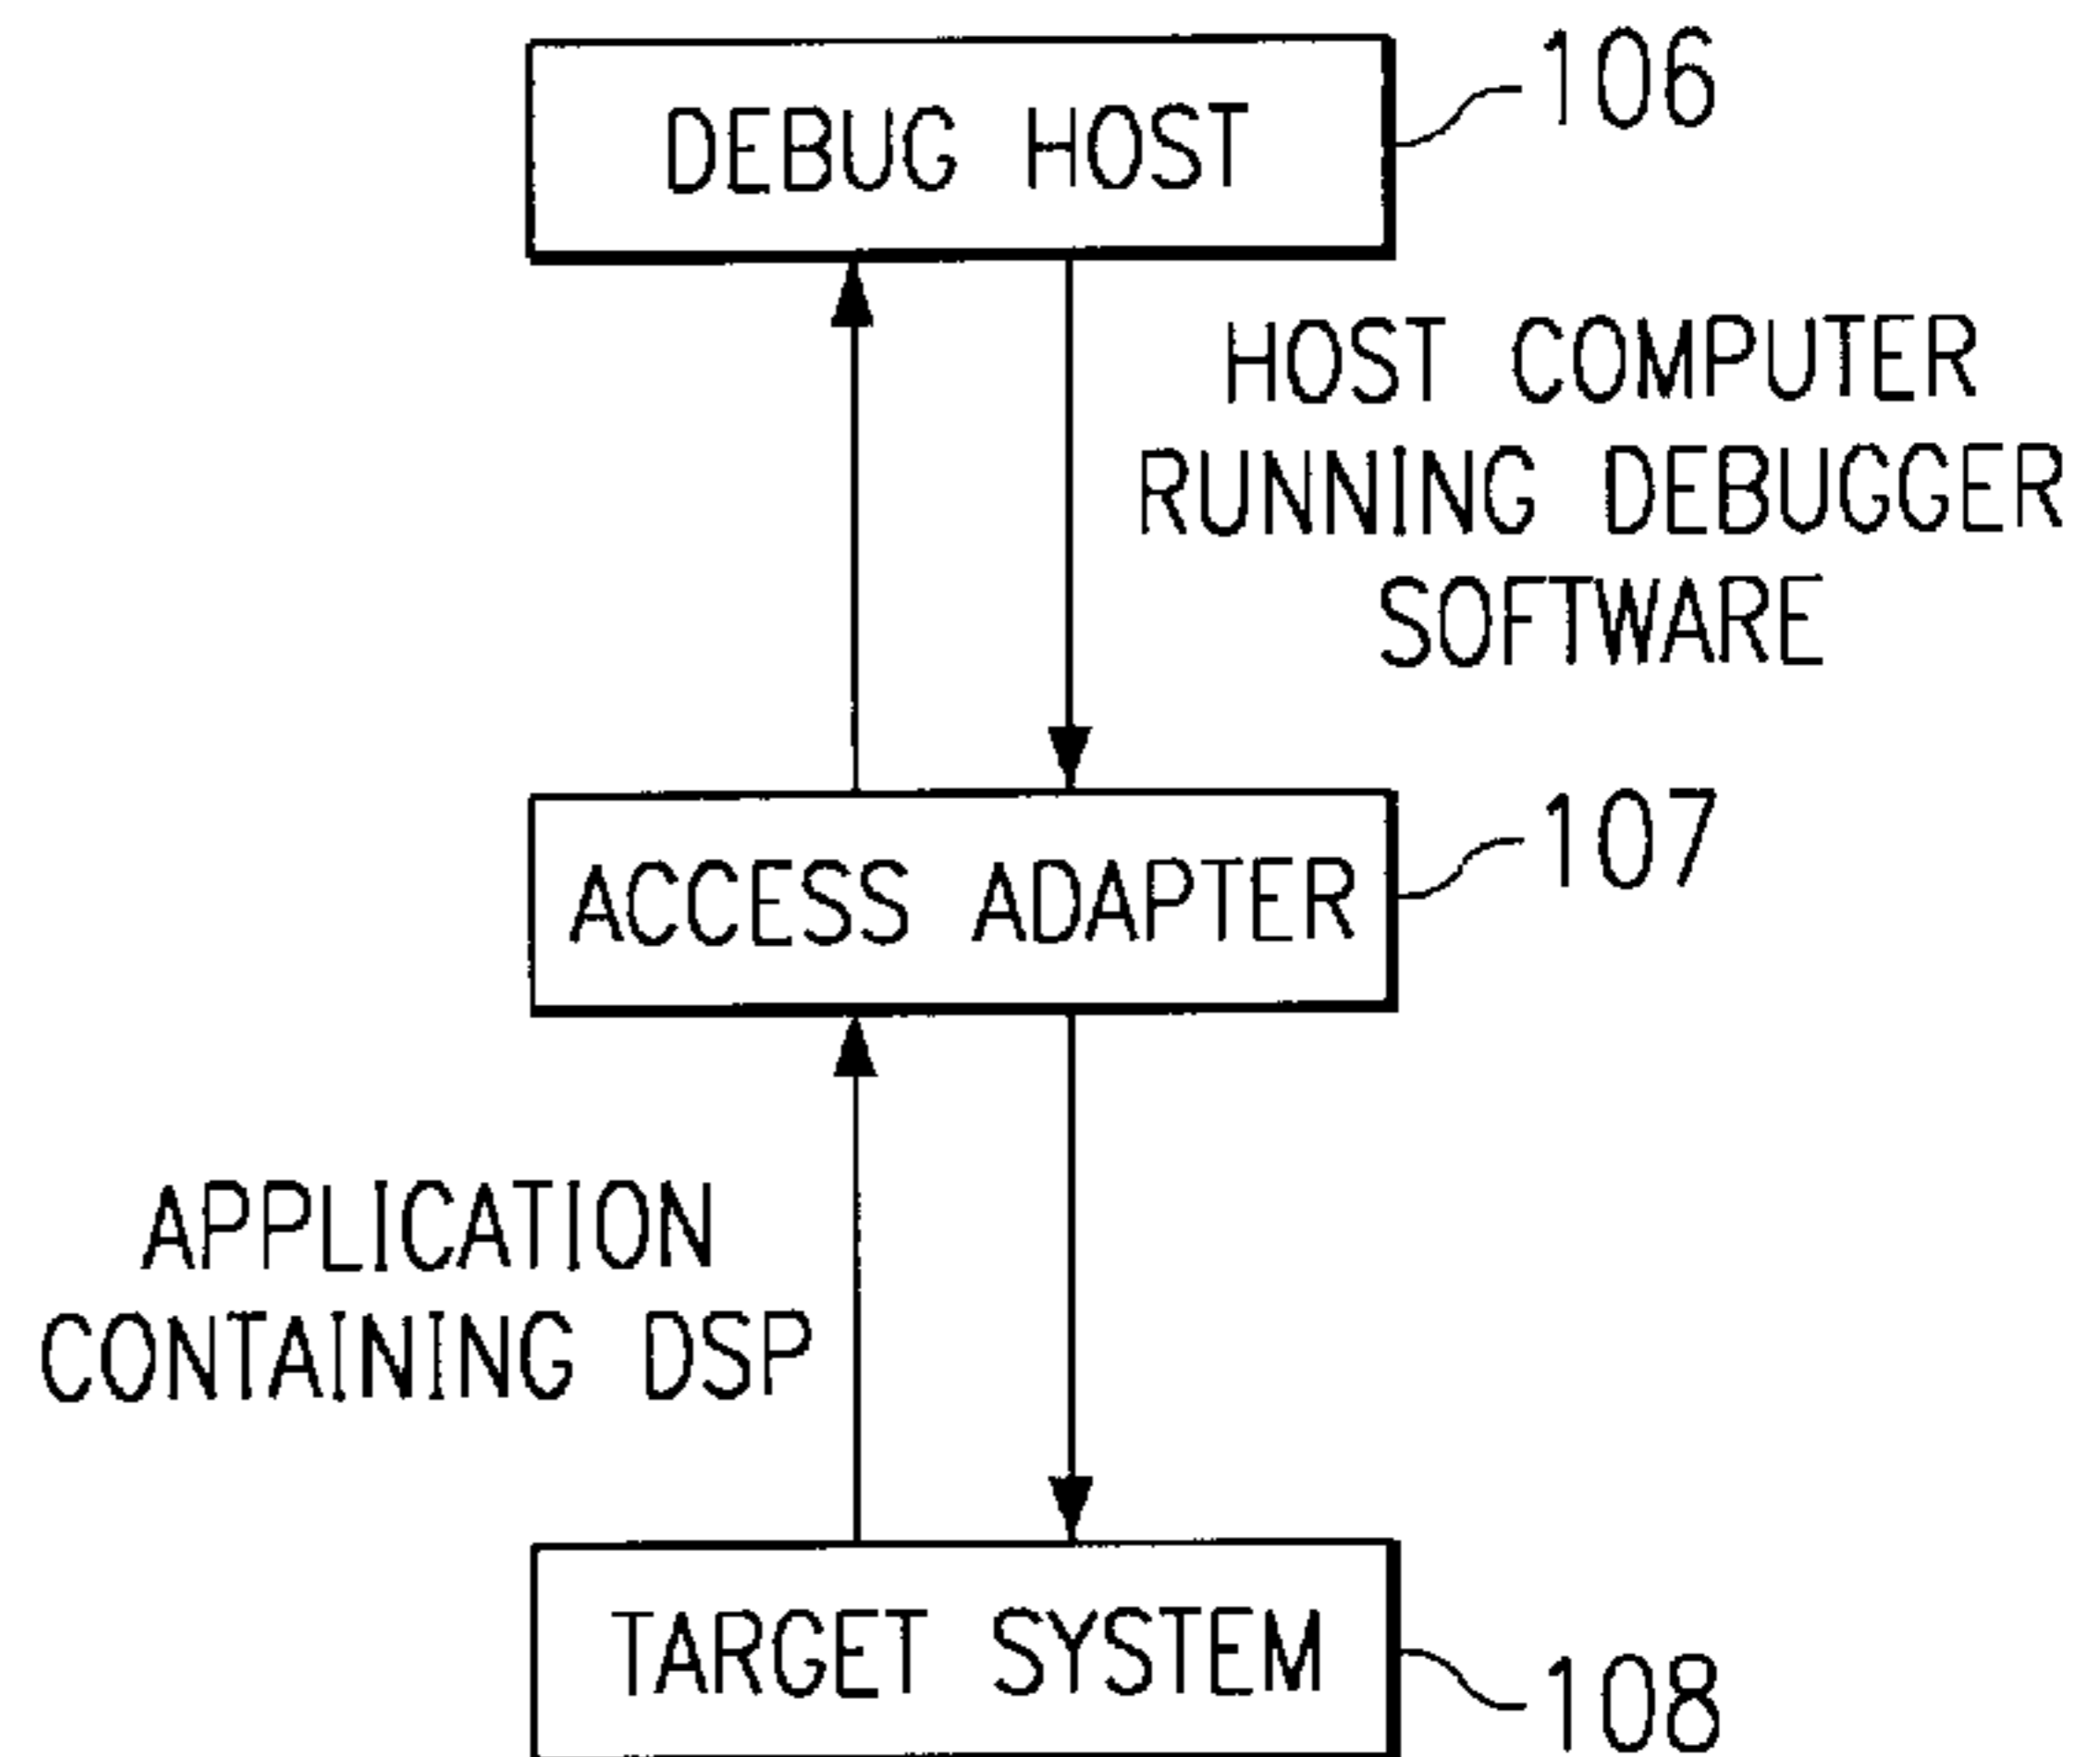 DEBUG HOST
106
HOST COMPUTER
RUNNING DEBUGGER
SOFTWARE
ACCESS ADAPTER
107
APPLICATION
CONTAINING DSP
TARGET SYSTEM
108